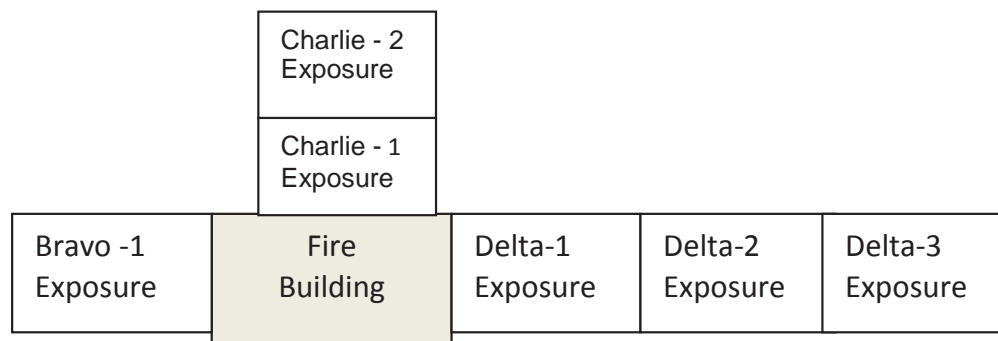 Charlie - 2
Exposure
Charlie - 1
Exposure
Bravo -1
Exposure
Fire
Building
Delta-1
Exposure
Delta-2
Exposure
Delta-3
Exposure